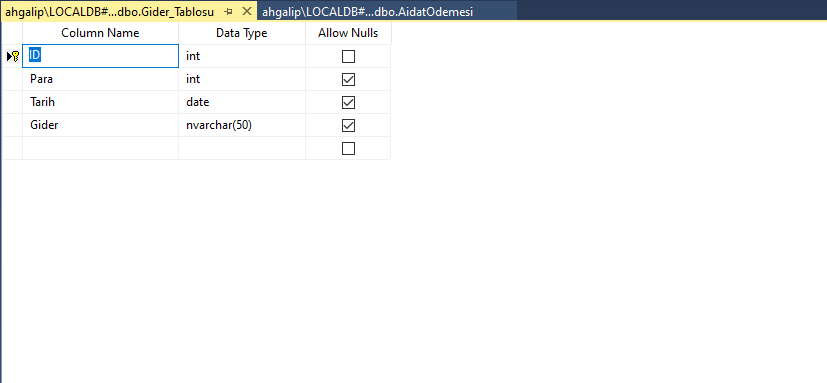 ahgalip\LOCALDB#...dbo.Gider_Tablosu ahgalip\LOCALDB#...dbo.AidatOdemesi
Column Name Data Type Allow Nulls
ID int
Para int
Tarih date
Gider nvarchar(50)